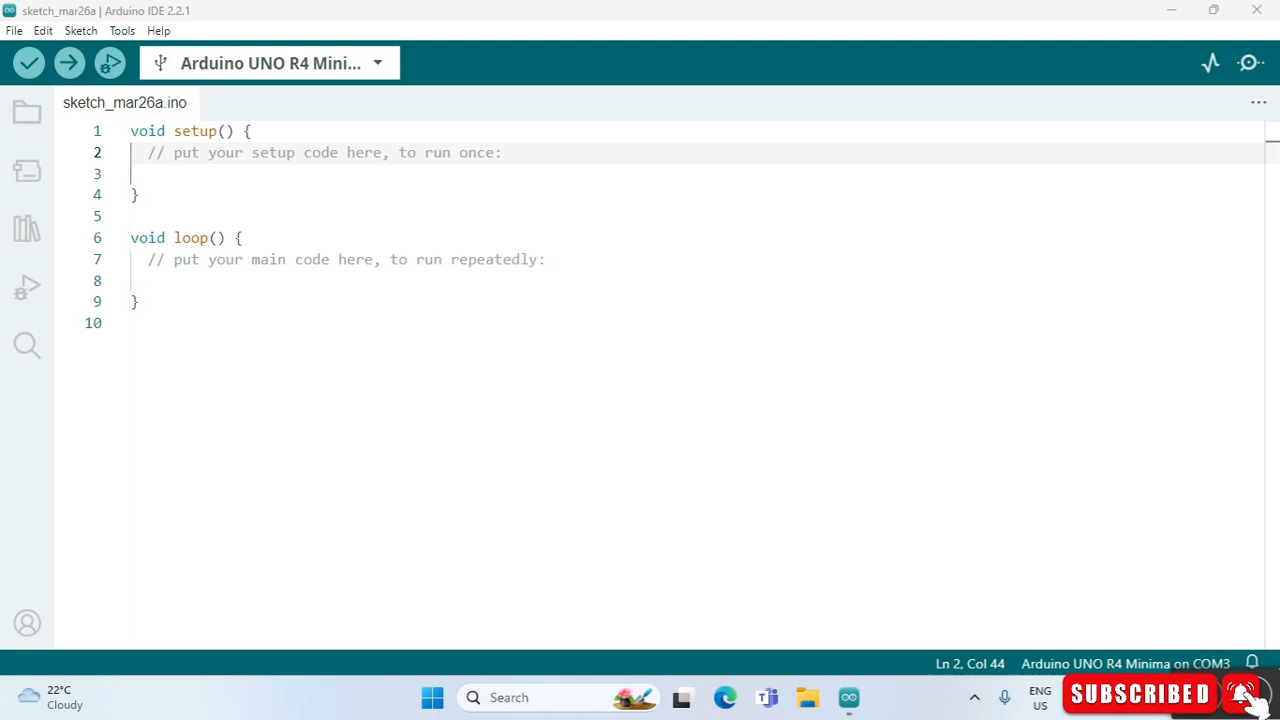 sketch_mar26a | Arduino IDE 2.2.1
File Edit Sketch Tools Help
Arduino UNO R4 Mini...
sketch_mar26a.ino
1 void setup() {
2 // put your setup code here, to run once:
3
4 }
5
6 void loop() {
7 // put your main code here, to run repeatedly:
8
9 }
10
Ln 2, Col 44 Arduino UNO R4 Minima on COM3
22°C
Cloudy
Search
ENG
US
SUBSCRIBED